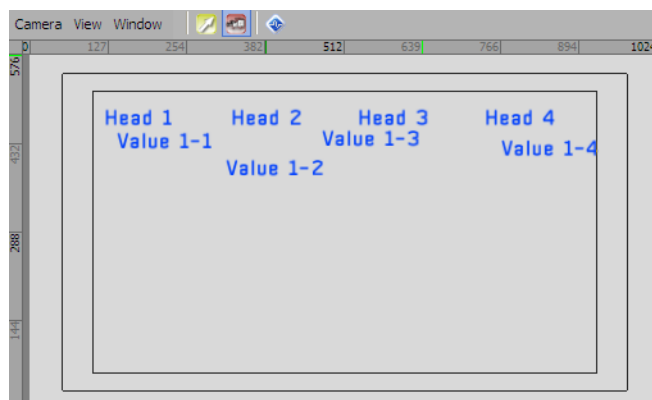 Camera View Window
0 127 254 382 512 639 766 894 1024
576
432
288
144
Head 1 Head 2 Head 3 Head 4
Value 1-1 Value 1-3
Value 1-4
Value 1-2